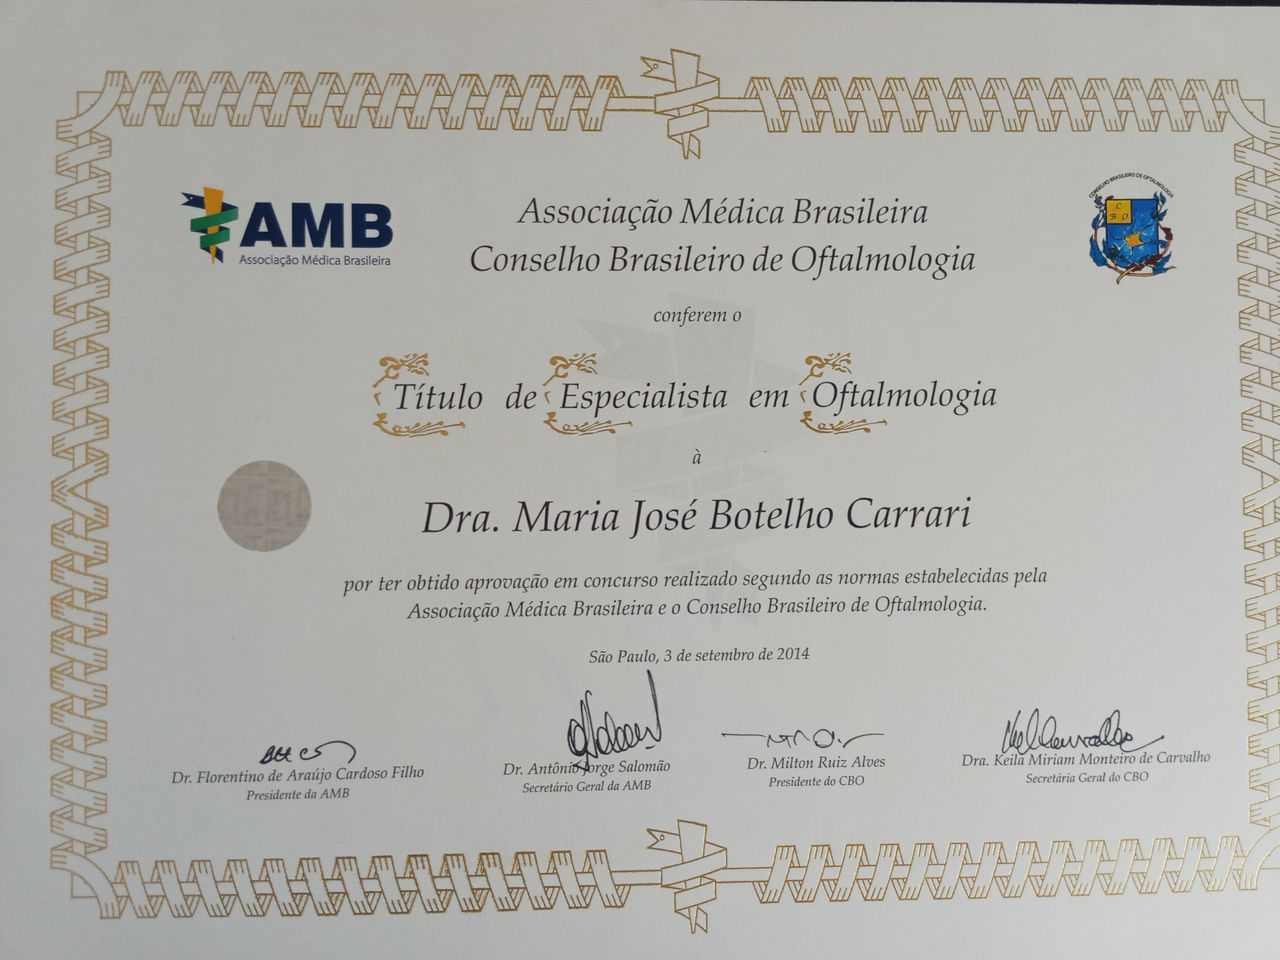 AMB
Associação Médica Brasileira
Associação Médica Brasileira
Conselho Brasileiro de Oftalmologia
CONSELHO BRASILEIRO DE OFTALMOLOGIA
C
B O
conferem o
Título de Especialista em Oftalmologia
à
Dra. Maria José Botelho Carrari
por ter obtido aprovação em concurso realizado segundo as normas estabelecidas pela
Associação Médica Brasileira e o Conselho Brasileiro de Oftalmologia.
São Paulo, 3 de setembro de 2014
Dr. Florentino de Araújo Cardoso Filho
Presidente da AMB
Dr. Antônio Jorge Salomão
Secretário Geral da AMB
Dr. Milton Ruiz Alves
Presidente do CBO
Dra. Keila Miriam Monteiro de Carvalho
Secretária Geral do CBO